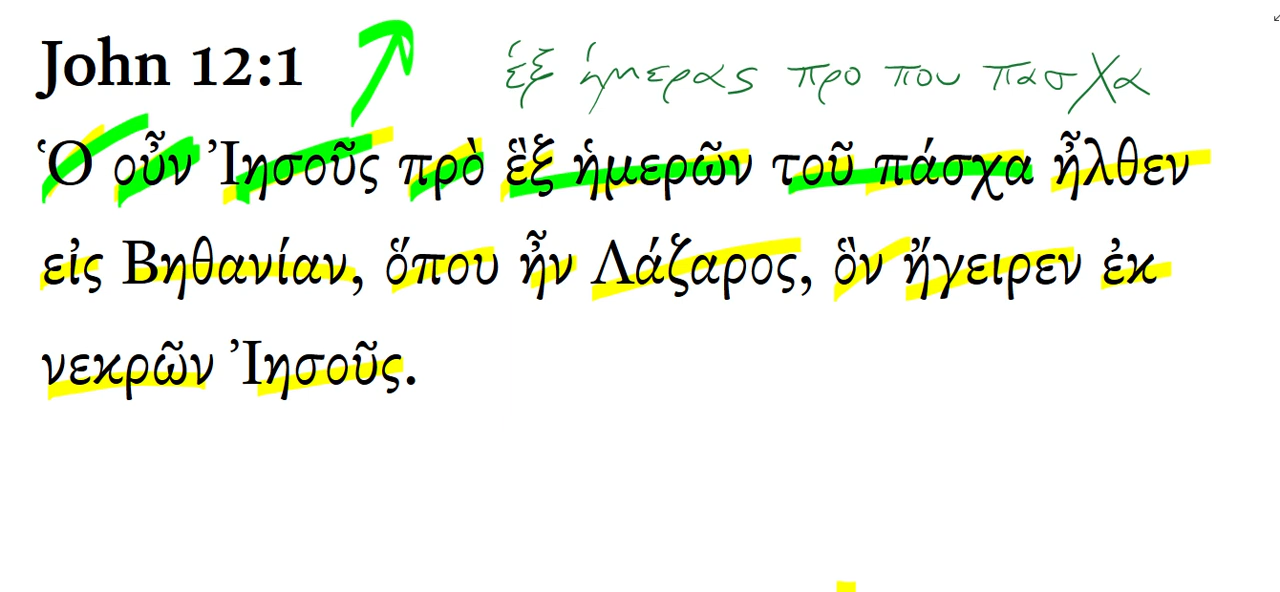 John 12:1
ἑξ ἡμερας προ που πασχα
Ὁ οὖν Ἰησοῦς πρὸ ἓξ ἡμερῶν τοῦ πάσχα ἦλθεν
εἰς Βηθανίαν, ὅπου ἦν Λάζαρος, ὃν ἤγειρεν ἐκ
νεκρῶν Ἰησοῦς.